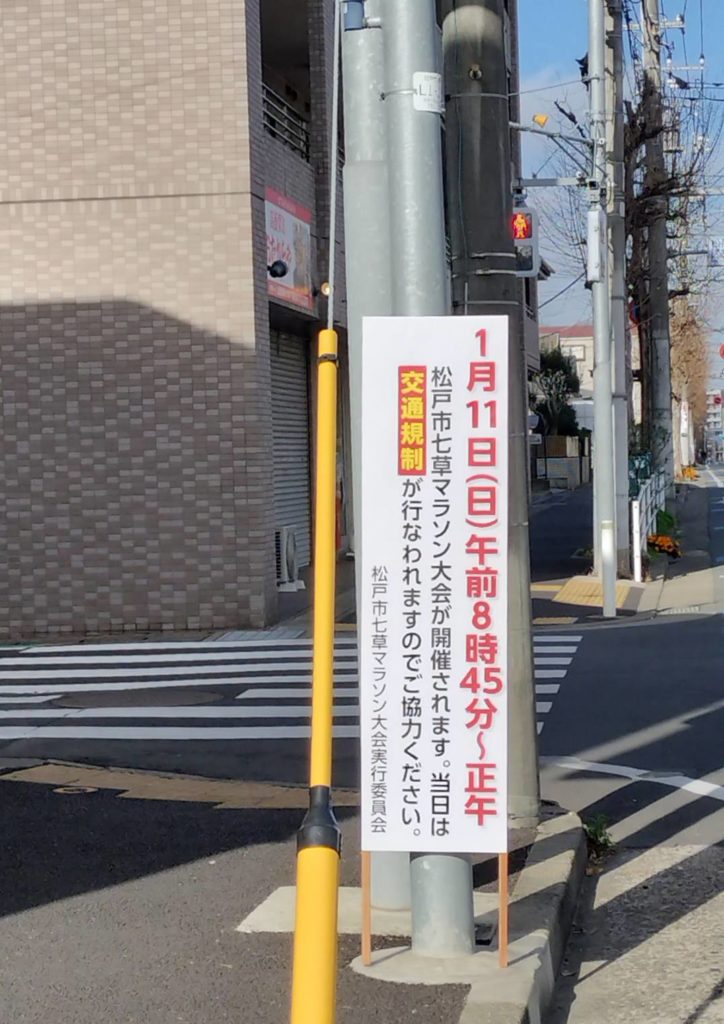 1月11日(日)午前8時45分～正午
松戸市七草マラソン大会が開催されます。当日は
交通規制が行なわれますのでご協力ください。
松戸市七草マラソン大会実行委員会